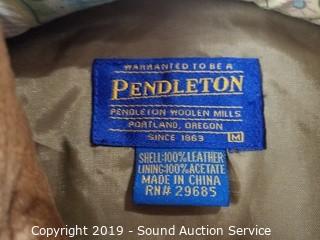 WARRANTED TO BE A
PENDLETON
PENDLETON WOOLEN MILLS
PORTLAND, OREGON
SINCE 1863
M
SHELL:100% LEATHER
LINING:100% ACETATE
MADE IN CHINA
RN# 29685
Copyright 2019 - Sound Auction Service